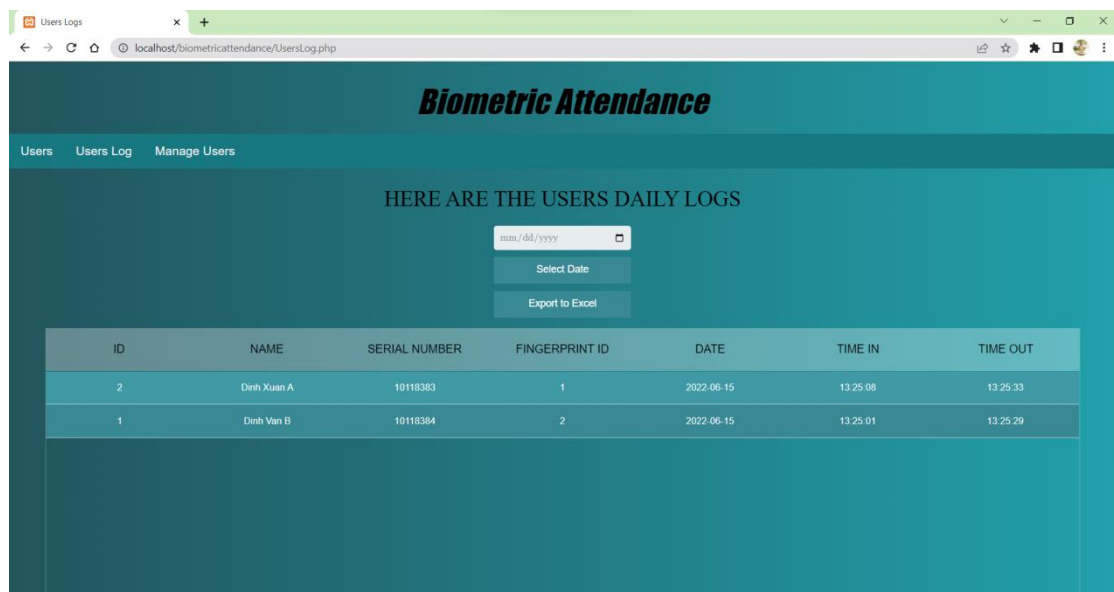 Users Logs
localhost/biometricattendance/UsersLog.php
Biometric Attendance
Users Users Log Manage Users
HERE ARE THE USERS DAILY LOGS
mm/dd/yyyy
Select Date
Export to Excel
ID NAME SERIAL NUMBER FINGERPRINT ID DATE TIME IN TIME OUT
2 Dinh Xuan A 10118383 1 2022-06-15 13:25:08 13:25:33
1 Dinh Van B 10118384 2 2022-06-15 13:25:01 13:25:29